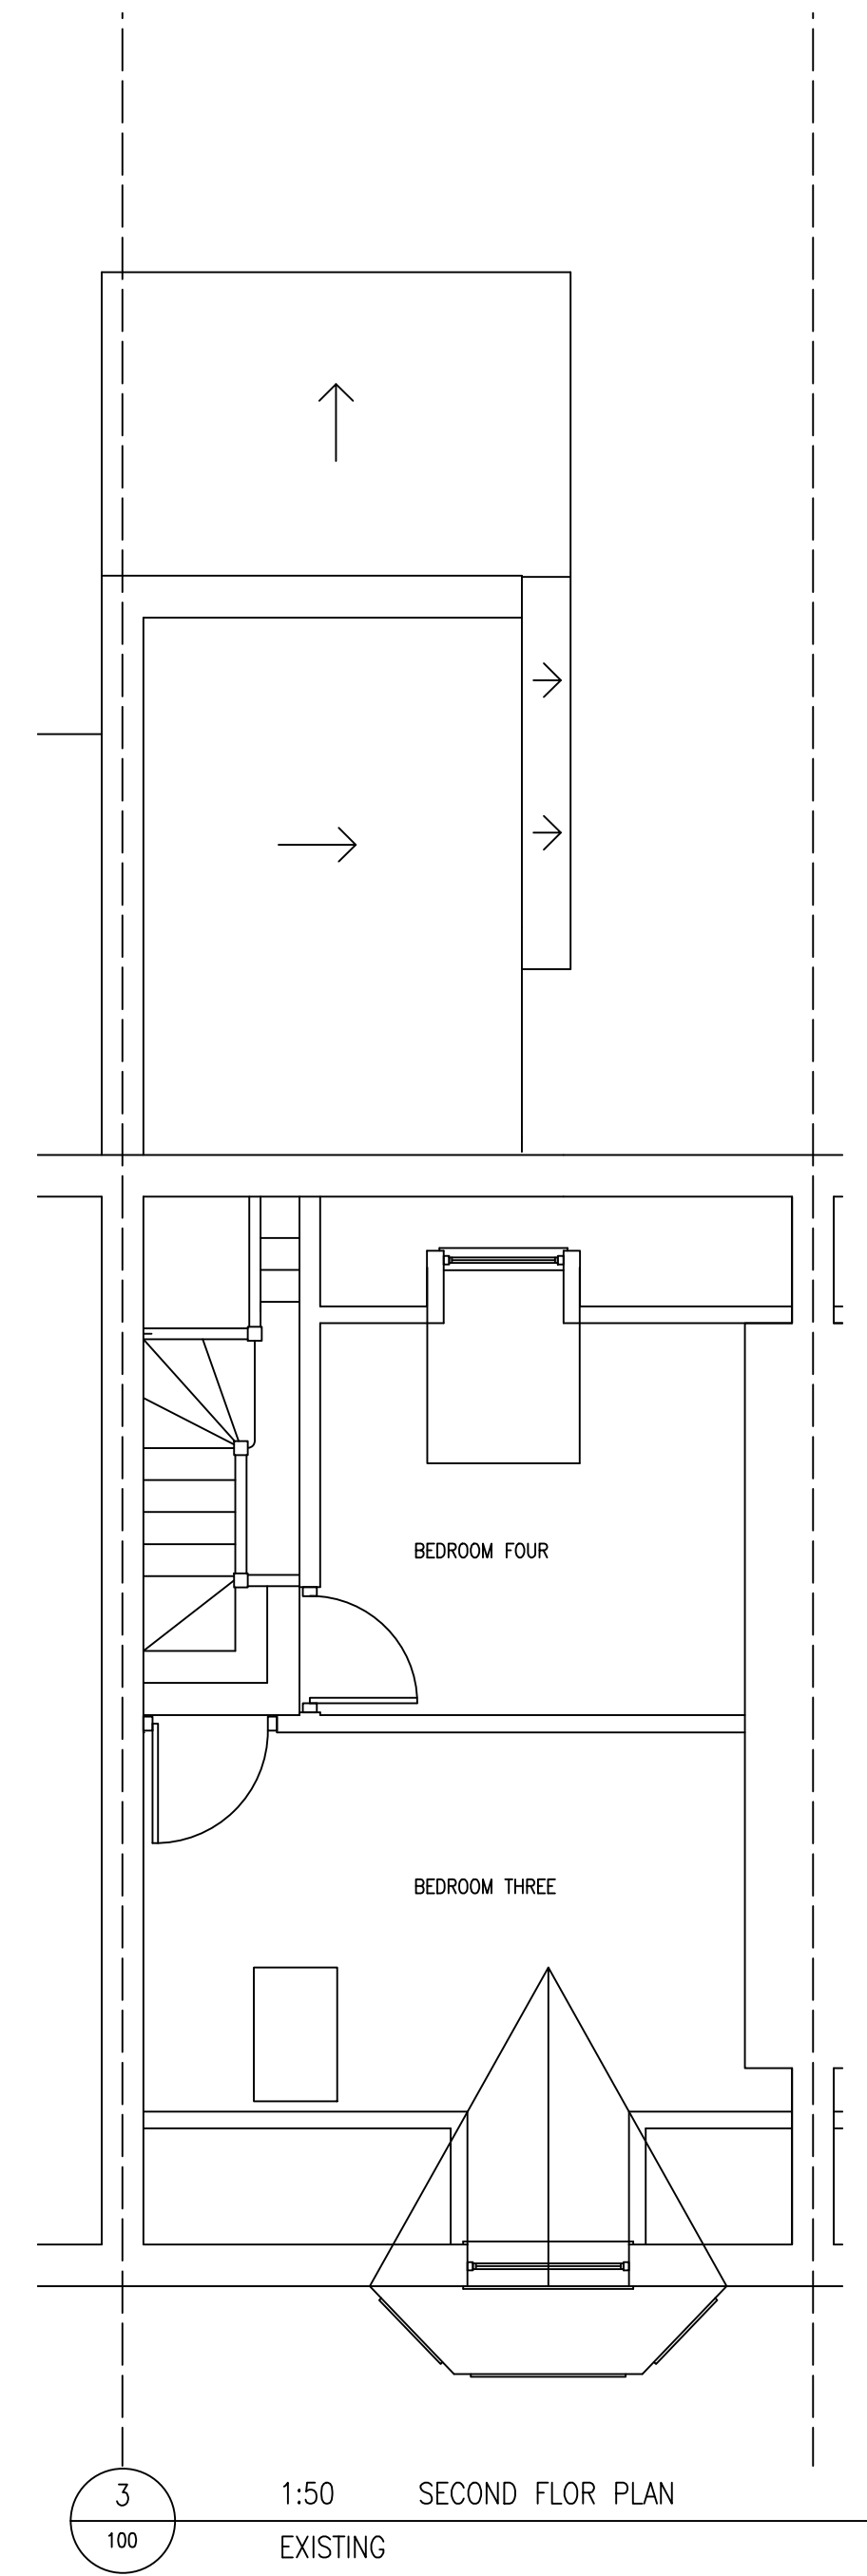 BEDROOM FOUR
BEDROOM THREE
3
1:50 SECOND FLOR PLAN
100
EXISTING